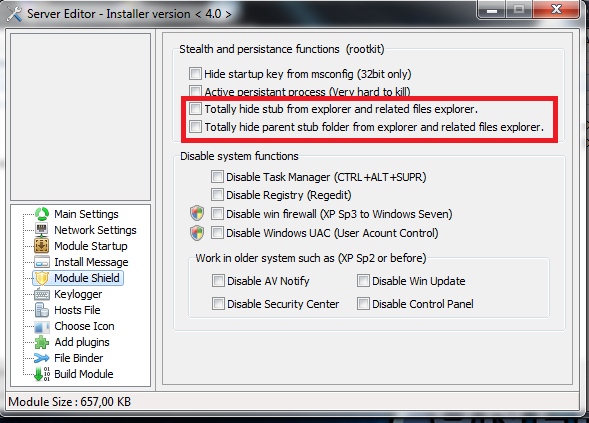 Server Editor - Installer version < 4.0 >
Stealth and persistance functions (rootkit)
Hide startup key from msconfig (32bit only)
Active persistant process (Very hard to kill)
Totally hide stub from explorer and related files explorer.
Totally hide parent stub folder from explorer and related files explorer.
Disable system functions
Disable Task Manager (CTRL+ALT+SUPR)
Disable Registry (Regedit)
Disable win firewall (XP Sp3 to Windows Seven)
Disable Windows UAC (User Acount Control)
Work in older system such as (XP Sp2 or before)
Disable AV Notify
Disable Win Update
Disable Security Center
Disable Control Panel
Main Settings
Network Settings
Module Startup
Install Message
Module Shield
Keylogger
Hosts File
Choose Icon
Add plugins
File Binder
Build Module
Module Size : 657,00 KB